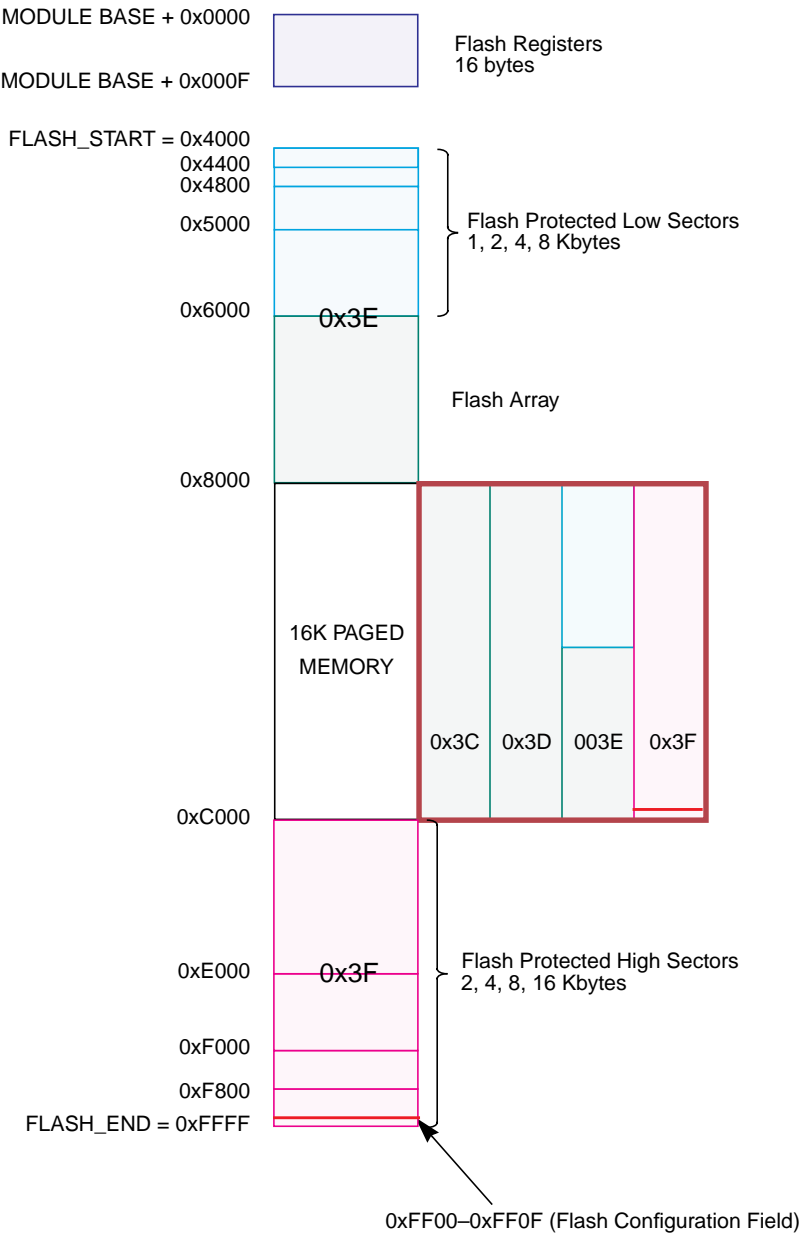 MODULE BASE + 0x0000
Flash Registers
16 bytes
MODULE BASE + 0x000F
FLASH_START = 0x4000
0x4400
0x4800
0x5000
Flash Protected Low Sectors
1, 2, 4, 8 Kbytes
0x6000
0x3E
Flash Array
0x8000
16K PAGED
MEMORY
0x3C
0x3D
003E
0x3F
0xC000
0xE000
0x3F
Flash Protected High Sectors
2, 4, 8, 16 Kbytes
0xF000
0xF800
FLASH_END = 0xFFFF
0xFF00–0xFF0F (Flash Configuration Field)